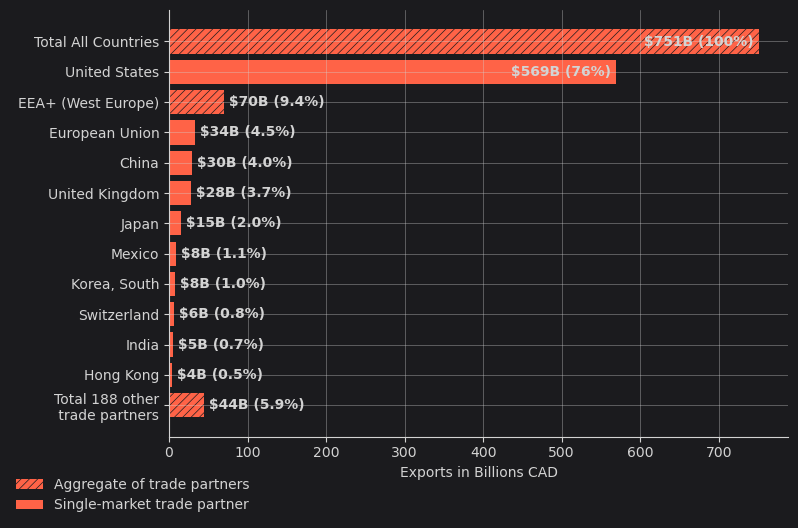 Total All Countries $751B (100%)
United States $569B (76%)
EEA+ (West Europe) $70B (9.4%)
European Union $34B (4.5%)
China $30B (4.0%)
United Kingdom $28B (3.7%)
Japan $15B (2.0%)
Mexico $8B (1.1%)
Korea, South $8B (1.0%)
Switzerland $6B (0.8%)
India $5B (0.7%)
Hong Kong $4B (0.5%)
Total 188 other
trade partners $44B (5.9%)
0 100 200 300 400 500 600 700
Exports in Billions CAD
Aggregate of trade partners
Single-market trade partner